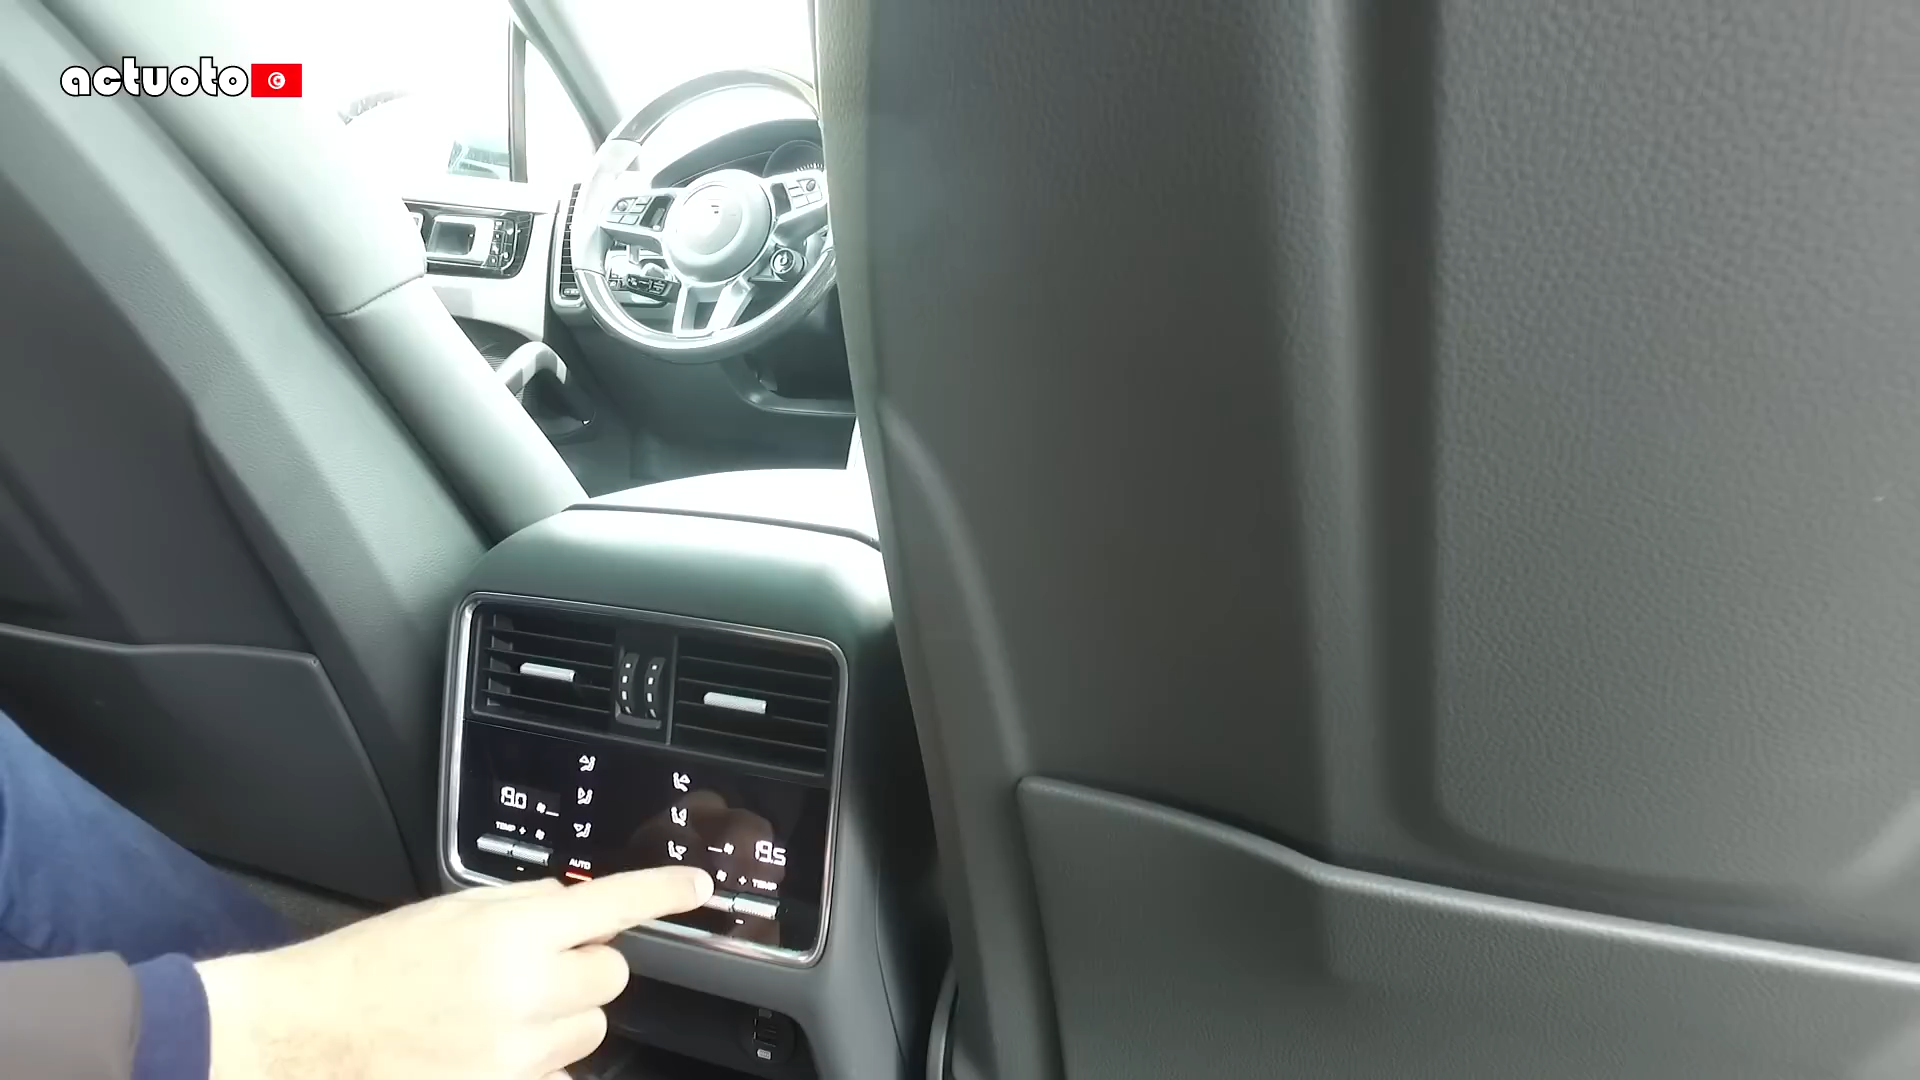 actuoto
19.0
TEMP +
-
AUTO
19.5
+ TEMP
-